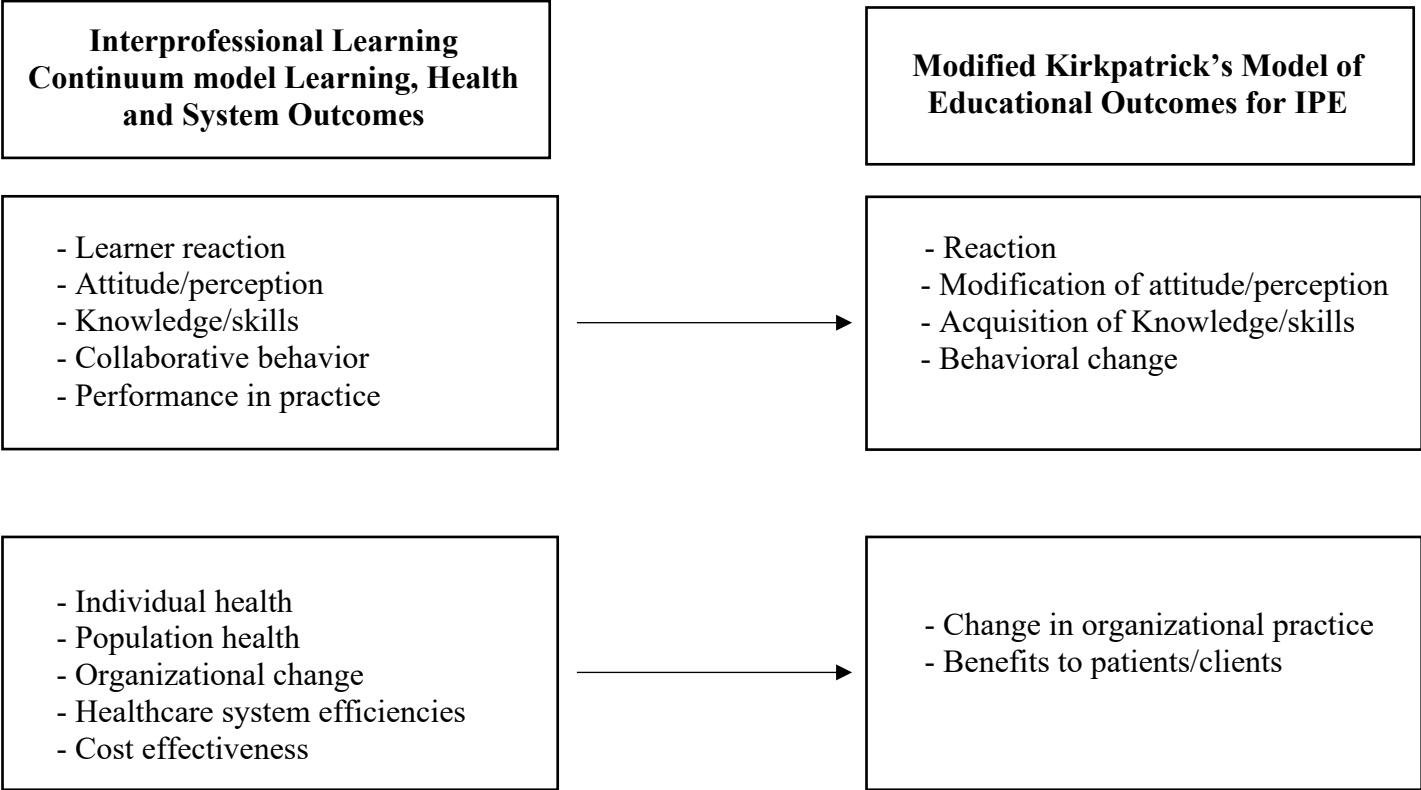 Interprofessional Learning
Continuum model Learning, Health
and System Outcomes
Modified Kirkpatrick’s Model of
Educational Outcomes for IPE
- Learner reaction
- Attitude/perception
- Knowledge/skills
- Collaborative behavior
- Performance in practice
- Reaction
- Modification of attitude/perception
- Acquisition of Knowledge/skills
- Behavioral change
- Individual health
- Population health
- Organizational change
- Healthcare system efficiencies
- Cost effectiveness
- Change in organizational practice
- Benefits to patients/clients